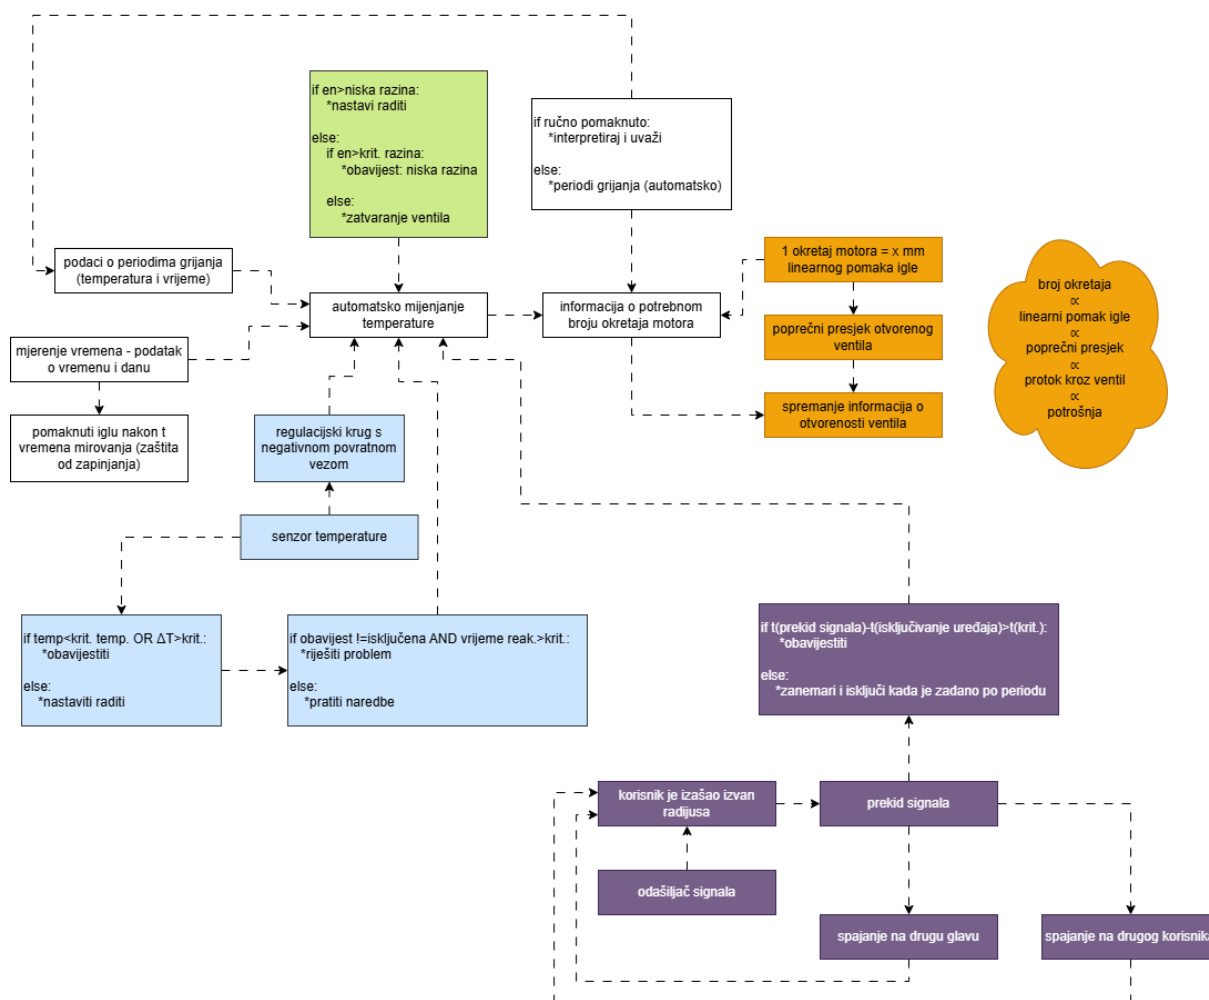 if en>niska razina:
*nastavi raditi
else:
if en>krit. razina:
*obavijest: niska razina
else:
*zatvaranje ventila
if ručno pomaknuto:
*interpretiraj i uvaži
else:
*periodi grijanja (automatsko)
podaci o periodima grijanja
(temperatura i vrijeme)
automatsko mijenjanje
temperature
informacija o potrebnom
broju okretaja motora
1 okretaj motora = x mm
linearnog pomaka igle
poprečni presjek otvorenog
ventila
spremanje informacija o
otvorenosti ventila
broj okretaja
∝
linearni pomak igle
∝
poprečni presjek
∝
protok kroz ventil
∝
potrošnja
mjerenje vremena - podatak
o vremenu i danu
pomaknuti iglu nakon t
vremena mirovanja (zaštita
od zapinjanja)
regulacijski krug s
negativnom povratnom
vezom
senzor temperature
if temp<krit. temp. OR ΔT>krit.:
*obavijestiti
else:
*nastaviti raditi
if obavijest !=isključena AND vrijeme reak.>krit.:
*riješiti problem
else:
*pratiti naredbe
if t(prekid signala)-t(isključivanje uređaja)>t(krit.):
*obavijestiti
else:
*zanemari i isključi kada je zadano po periodu
korisnik je izašao izvan
radijusa
prekid signala
odašiljač signala
spajanje na drugu glavu
spajanje na drugog korisnika